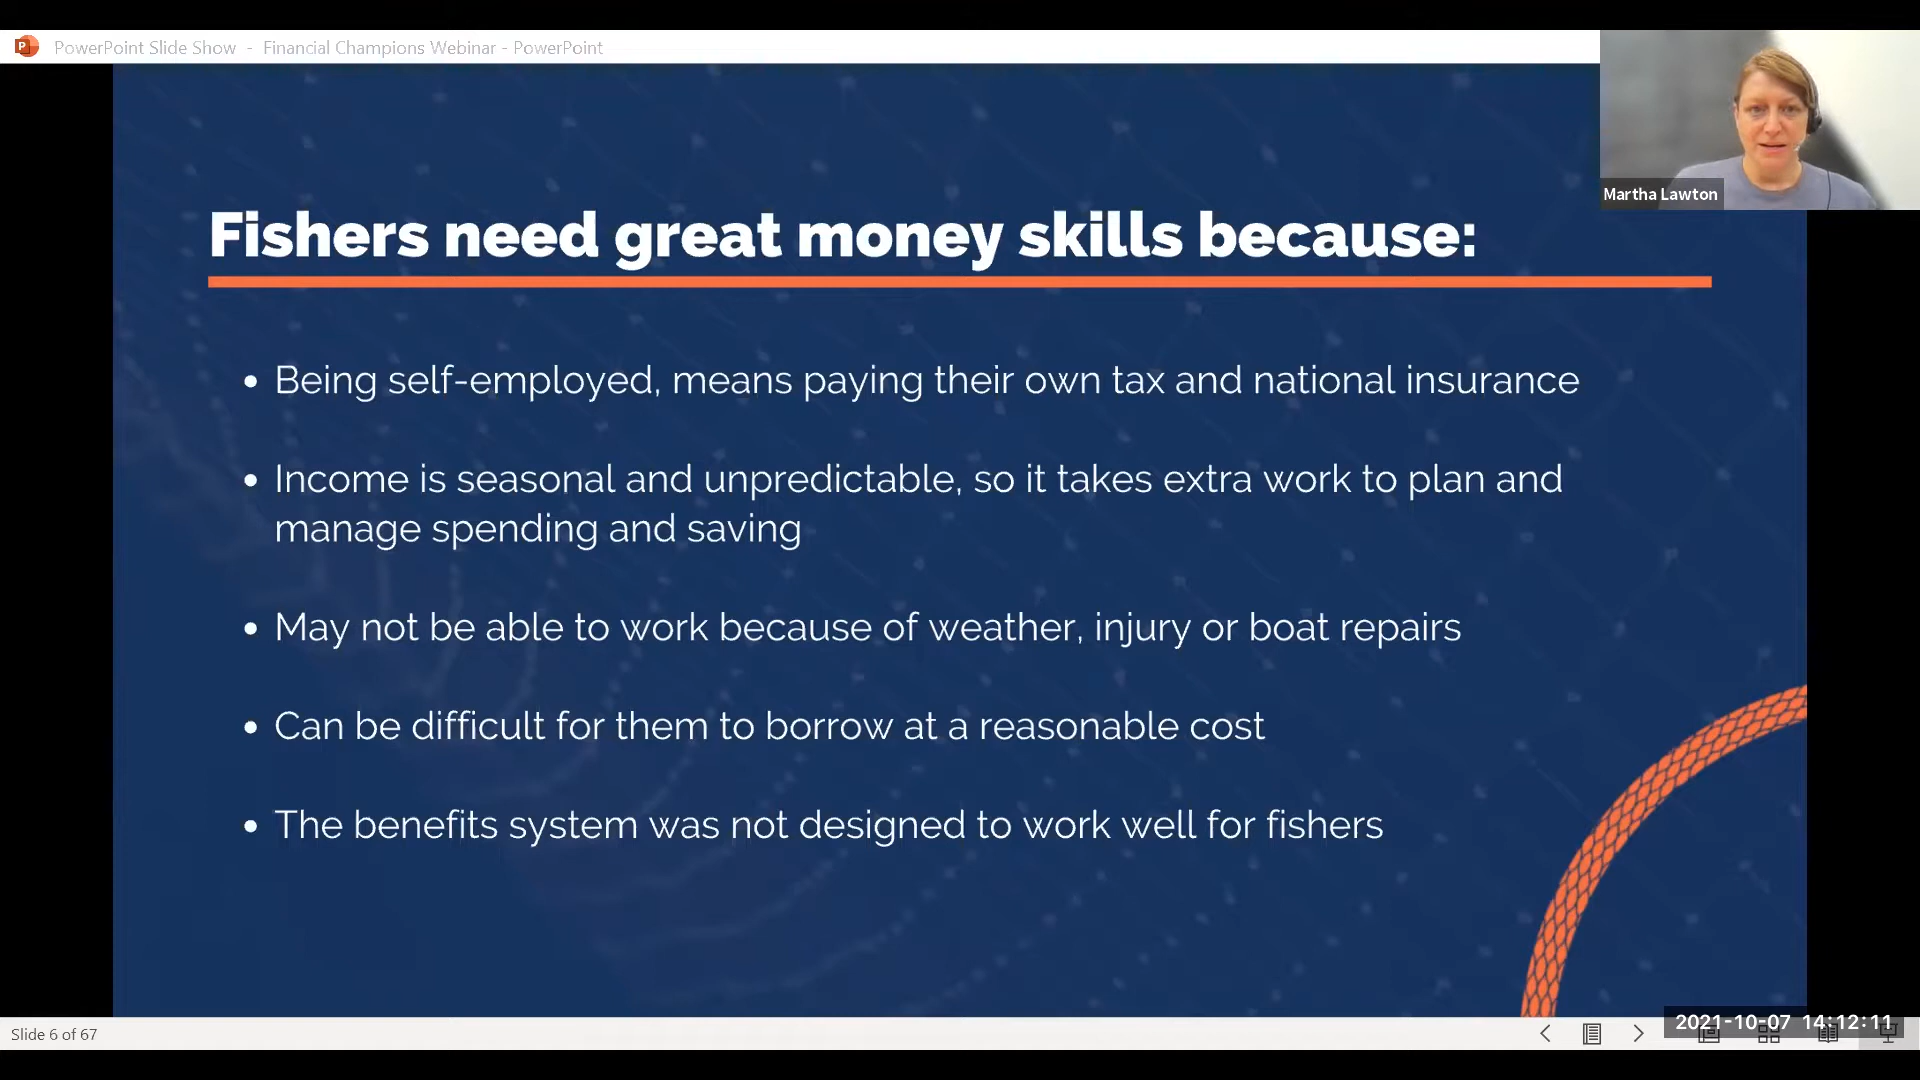 PowerPoint Slide Show - Financial Champions Webinar - PowerPoint
Martha Lawton
Fishers need great money skills because:
• Being self-employed, means paying their own tax and national insurance
• Income is seasonal and unpredictable, so it takes extra work to plan and
manage spending and saving
• May not be able to work because of weather, injury or boat repairs
• Can be difficult for them to borrow at a reasonable cost
• The benefits system was not designed to work well for fishers
Slide 6 of 67
2021-10-07 14:12:11